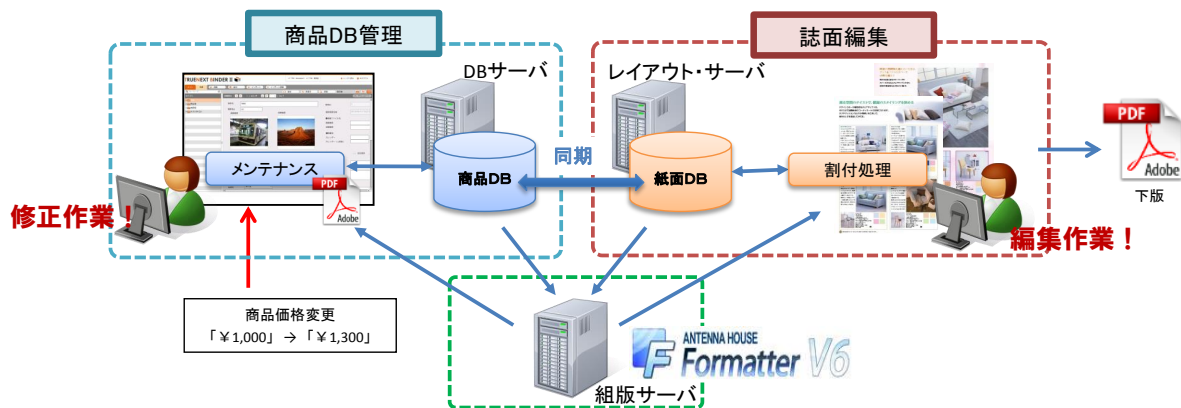 商品DB管理
誌面編集
DBサーバ
レイアウト・サーバ
TRUENEXT BINDER II
メンテナンス
商品DB
同期
紙面DB
割付処理
PDF
Adobe
PDF
Adobe
下版
修正作業！
編集作業！
商品価格変更
「￥1,000」 → 「￥1,300」
ANTENNA HOUSE
Formatter V6
組版サーバ